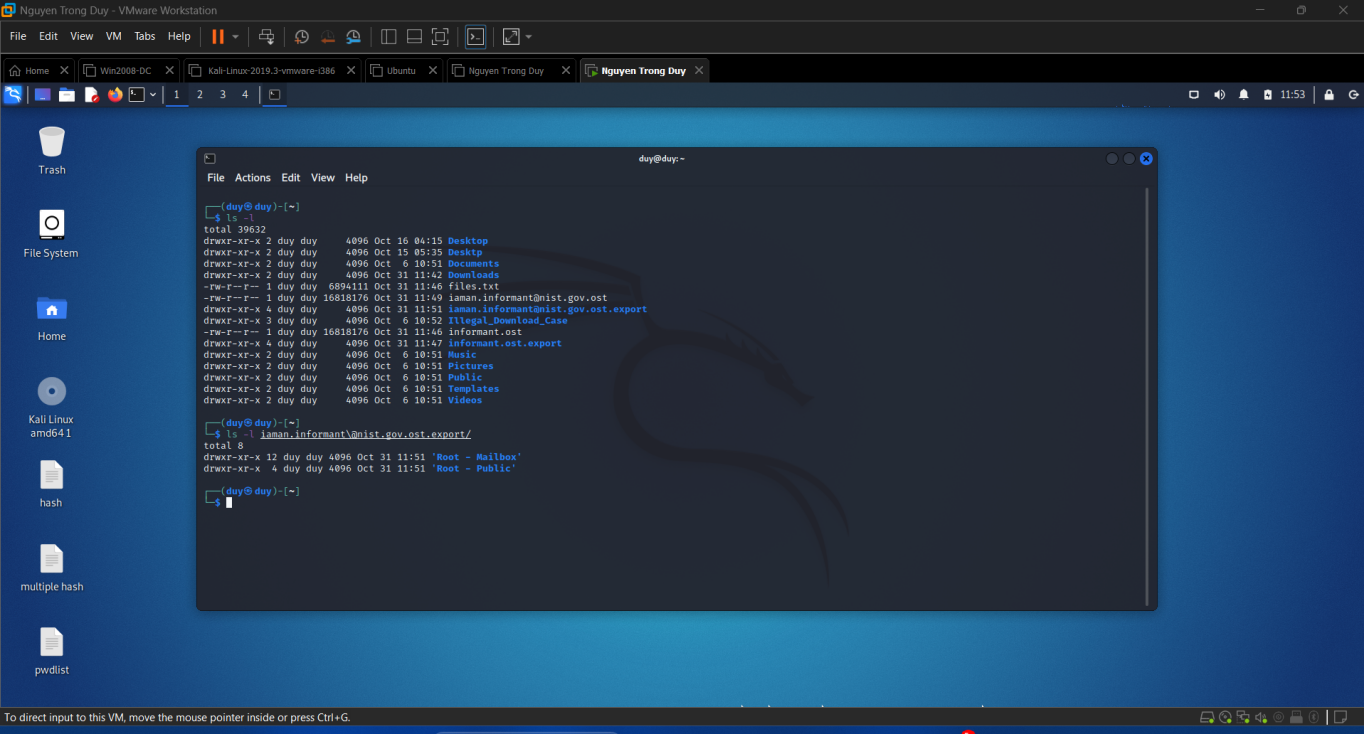 Nguyen Trong Duy - VMware Workstation
File Edit View VM Tabs Help
Home Win2008-DC Kali-Linux-2019.3-vmware-i386 Ubuntu Nguyen Trong Duy Nguyen Trong Duy
1 2 3 4 11:53
Trash
File System
Home
Kali Linux
amd64 1
hash
multiple hash
pwdlist
duy@duy:~
File Actions Edit View Help
┌──(duy㉿duy)-[~]
└─$ ls -l
total 39632
drwxr-xr-x 2 duy duy     4096 Oct 16 04:15 Desktop
drwxr-xr-x 2 duy duy     4096 Oct 15 05:35 Desktp
drwxr-xr-x 2 duy duy     4096 Oct  6 10:51 Documents
drwxr-xr-x 2 duy duy     4096 Oct 31 11:42 Downloads
-rw-r--r-- 1 duy duy  6894111 Oct 31 11:46 files.txt
-rw-r--r-- 1 duy duy 16818176 Oct 31 11:49 iaman.informant@nist.gov.ost
drwxr-xr-x 4 duy duy     4096 Oct 31 11:51 iaman.informant@nist.gov.ost.export
drwxr-xr-x 3 duy duy     4096 Oct  6 10:52 Illegal_Download_Case
-rw-r--r-- 1 duy duy 16818176 Oct 31 11:46 informant.ost
drwxr-xr-x 4 duy duy     4096 Oct 31 11:47 informant.ost.export
drwxr-xr-x 2 duy duy     4096 Oct  6 10:51 Music
drwxr-xr-x 2 duy duy     4096 Oct  6 10:51 Pictures
drwxr-xr-x 2 duy duy     4096 Oct  6 10:51 Public
drwxr-xr-x 2 duy duy     4096 Oct  6 10:51 Templates
drwxr-xr-x 2 duy duy     4096 Oct  6 10:51 Videos
┌──(duy㉿duy)-[~]
└─$ ls -l iaman.informant\@nist.gov.ost.export/
total 8
drwxr-xr-x 12 duy duy 4096 Oct 31 11:51 'Root - Mailbox'
drwxr-xr-x  4 duy duy 4096 Oct 31 11:51 'Root - Public'
┌──(duy㉿duy)-[~]
└─$
To direct input to this VM, move the mouse pointer inside or press Ctrl+G.